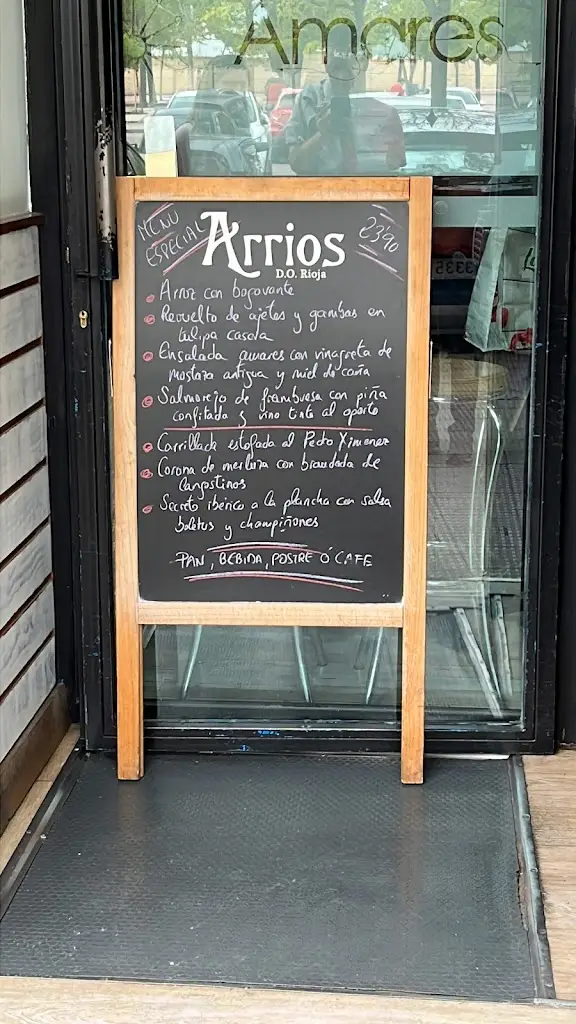 Amores
MENU
ESPECIAL
Arrios
D.O. Rioja
23'90
Arroz con bogavante
Revuelto de ajetes y gambas en
tulipa casera
Ensalada amores con vinagreta de
mostaza antigua y miel de caña
Salmorejo de frambuesa con piña
confitada y vino tinto al oporto
Carrillada estofada al Pedro Ximenez
Corona de merluza con brandada de
langostinos
Secreto ibérico a la plancha con salsa
boletus y champiñones
PAN, BEBIDA, POSTRE Ó CAFE